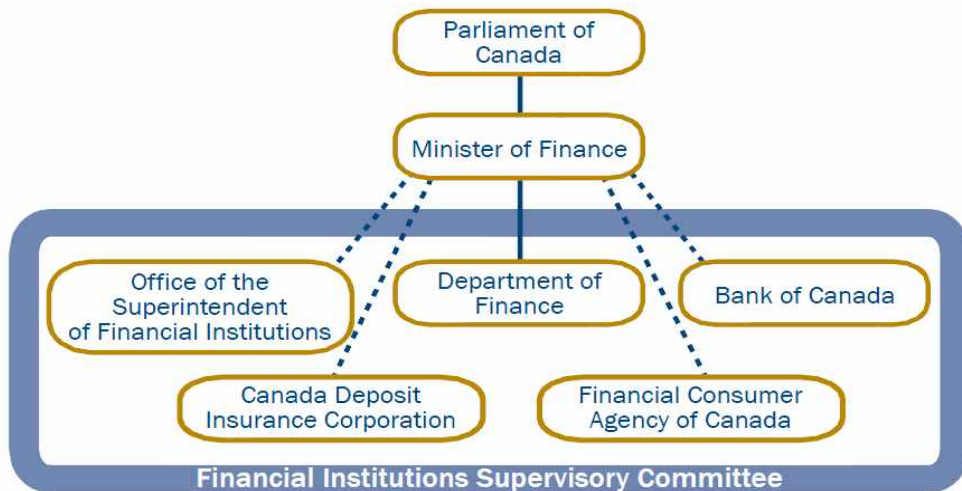 Parliament of
Canada
Minister of Finance
Office of the
Superintendent
of Financial Institutions
Department of
Finance
Bank of Canada
Canada Deposit
Insurance Corporation
Financial Consumer
Agency of Canada
Financial Institutions Supervisory Committee